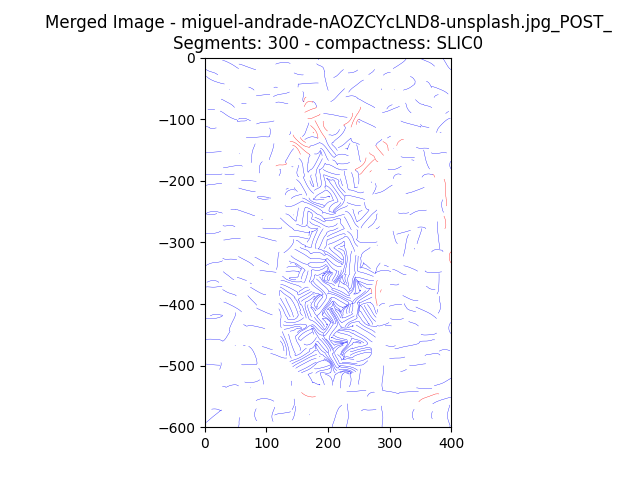 Merged Image - miguel-andrade-nAOZCYcLND8-unsplash.jpg_POST_
Segments: 300 - compactness: SLIC0
0
−100
−200
−300
−400
−500
−600
0 100 200 300 400